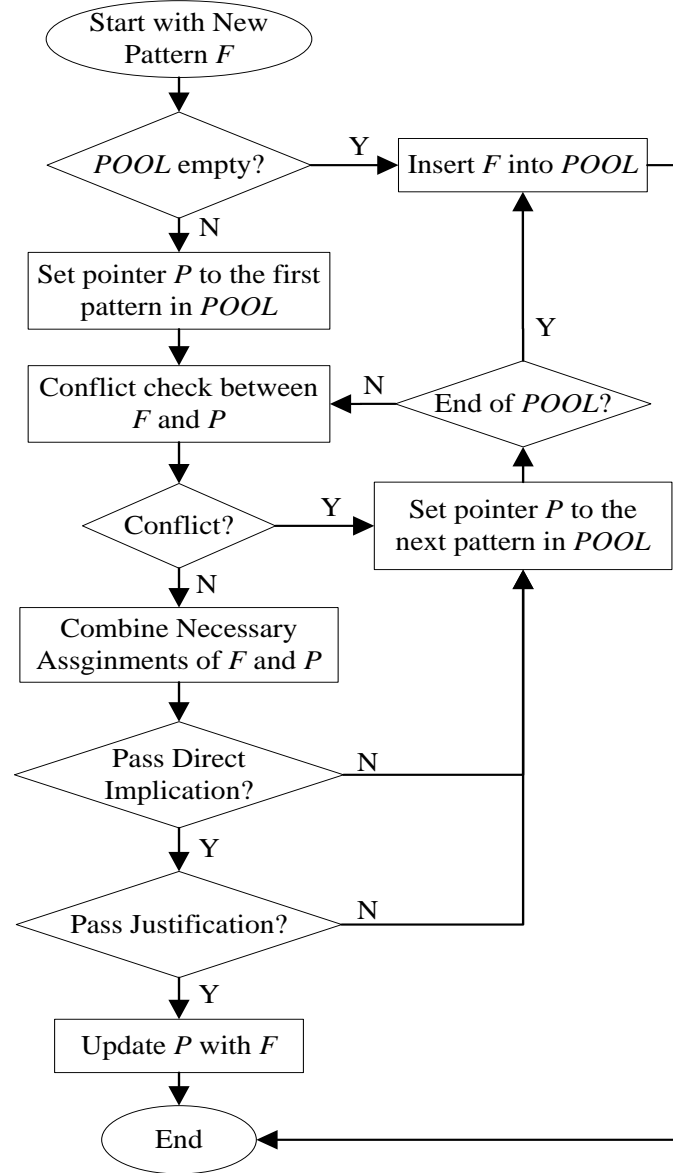 Start with New
Pattern F
POOL empty?
Y
Insert F into POOL
N
Set pointer P to the first
pattern in POOL
Y
Conflict check between
F and P
N
End of POOL?
Conflict?
Y
Set pointer P to the
next pattern in POOL
N
Combine Necessary
Assginments of F and P
Pass Direct
Implication?
N
Y
Pass Justification?
N
Y
Update P with F
End